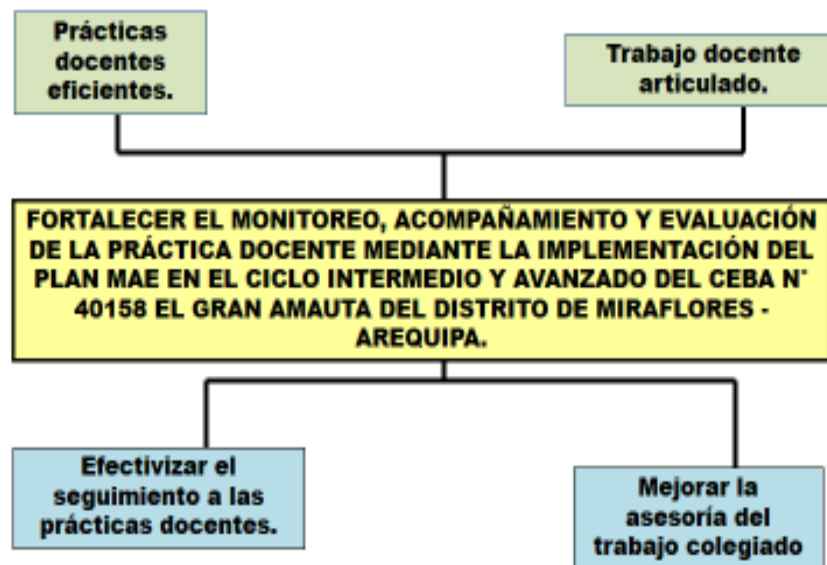 Prácticas
docentes
eficientes.
Trabajo docente
articulado.
FORTALECER EL MONITOREO, ACOMPAÑAMIENTO Y EVALUACIÓN
DE LA PRÁCTICA DOCENTE MEDIANTE LA IMPLEMENTACIÓN DEL
PLAN MAE EN EL CICLO INTERMEDIO Y AVANZADO DEL CEBA N°
40158 EL GRAN AMAUTA DEL DISTRITO DE MIRAFLORES -
AREQUIPA.
Efectivizar el
seguimiento a las
prácticas docentes.
Mejorar la
asesoría del
trabajo colegiado